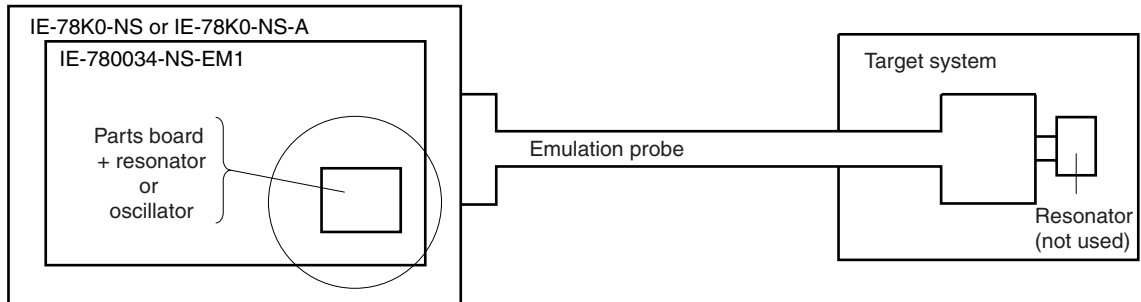 IE-78K0-NS or IE-78K0-NS-A
IE-780034-NS-EM1
Parts board
+ resonator
or
oscillator
Emulation probe
Target system
Resonator
(not used)